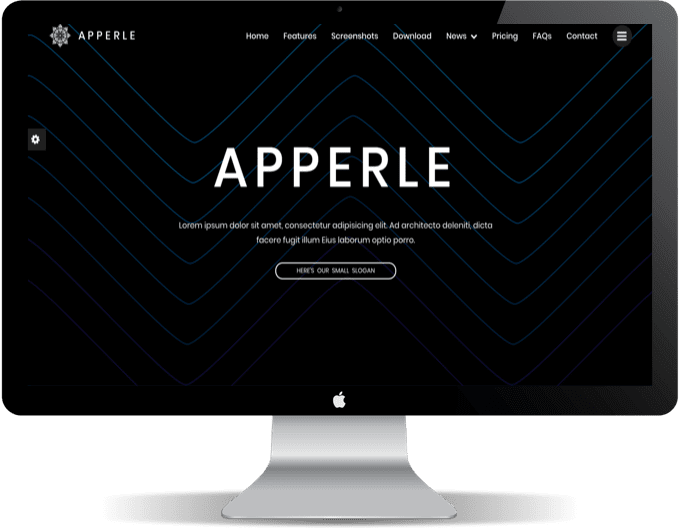 APPERLE
Home Features Screenshots Download News Pricing FAQs Contact
APPERLE
Lorem ipsum dolor sit amet, consectetur adipisicing elit. Ad architecto deleniti, dicta
facere fugit illum Eius laborum optio porro.
HERE'S OUR SMALL SLOGAN